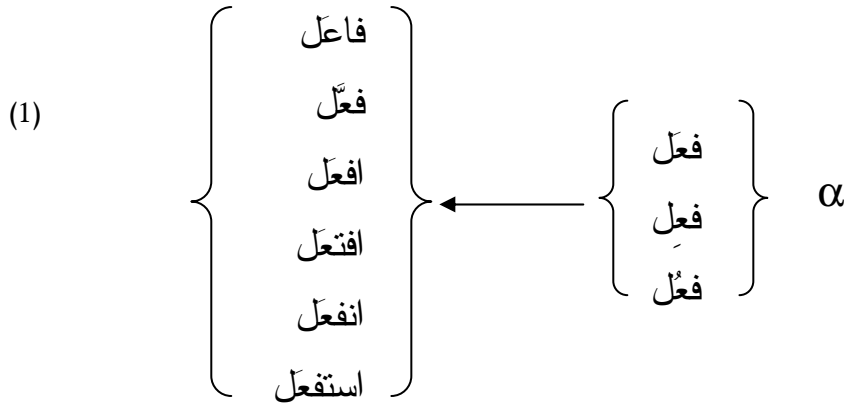 (1)
α
فعَل
فعِل
فعُل
فاعَل
فعَّل
افعَل
افتعَل
انفعَل
استفعَل